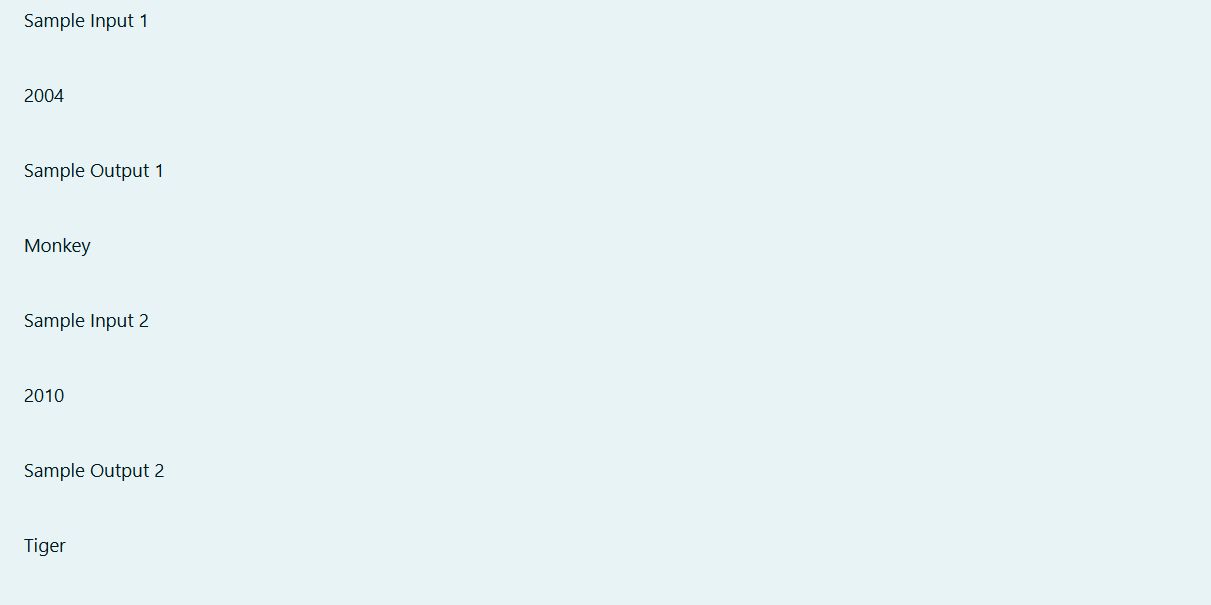 Sample Input 1
2004
Sample Output 1
Monkey
Sample Input 2
2010
Sample Output 2
Tiger